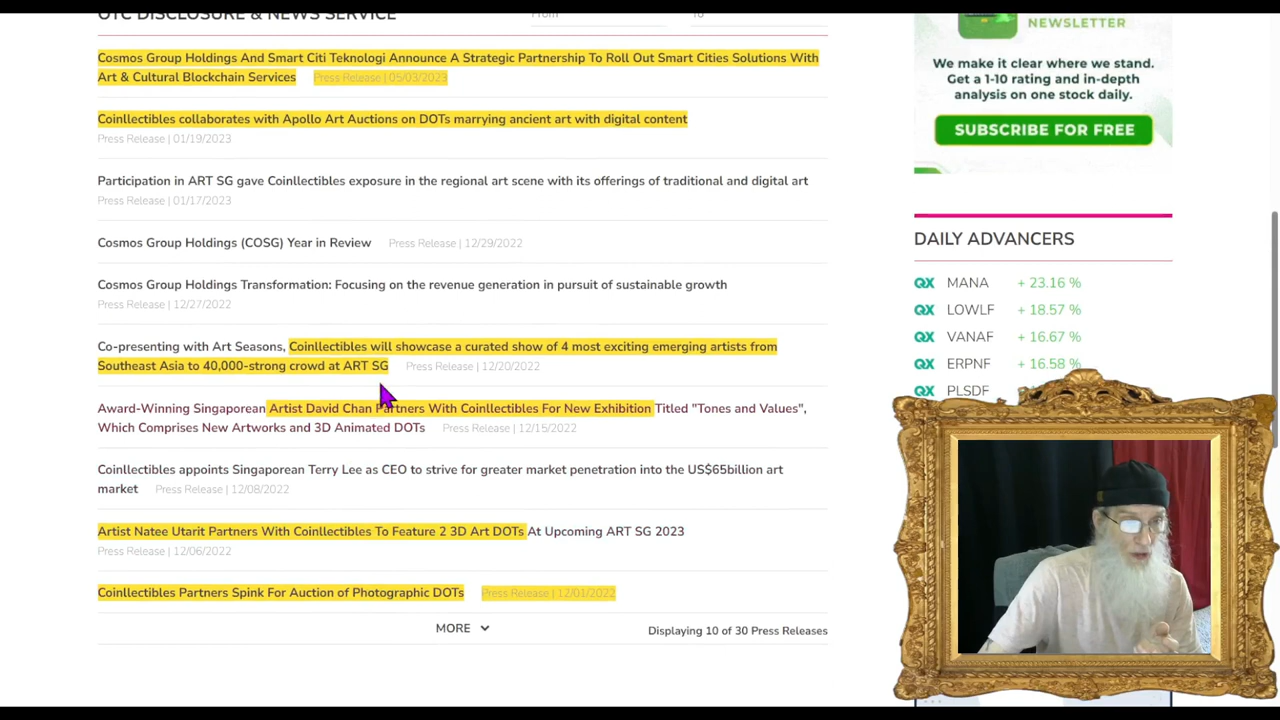 OTC DISCLOSURE & NEWS SERVICE
From
To
Cosmos Group Holdings And Smart Citi Teknologi Announce A Strategic Partnership To Roll Out Smart Cities Solutions With
Art & Cultural Blockchain Services Press Release | 05/03/2023
Coinllectibles collaborates with Apollo Art Auctions on DOTs marrying ancient art with digital content
Press Release | 01/19/2023
Participation in ART SG gave Coinllectibles exposure in the regional art scene with its offerings of traditional and digital art
Press Release | 01/17/2023
Cosmos Group Holdings (COSG) Year in Review Press Release | 12/29/2022
Cosmos Group Holdings Transformation: Focusing on the revenue generation in pursuit of sustainable growth
Press Release | 12/27/2022
Co-presenting with Art Seasons, Coinllectibles will showcase a curated show of 4 most exciting emerging artists from
Southeast Asia to 40,000-strong crowd at ART SG Press Release | 12/20/2022
Award-Winning Singaporean Artist David Chan Partners With Coinllectibles For New Exhibition Titled "Tones and Values",
Which Comprises New Artworks and 3D Animated DOTs Press Release | 12/15/2022
Coinllectibles appoints Singaporean Terry Lee as CEO to strive for greater market penetration into the US$65billion art
market Press Release | 12/08/2022
Artist Natee Utarit Partners With Coinllectibles To Feature 2 3D Art DOTs At Upcoming ART SG 2023
Press Release | 12/06/2022
Coinllectibles Partners Spink For Auction of Photographic DOTs Press Release | 12/01/2022
MORE
Displaying 10 of 30 Press Releases
NEWSLETTER
We make it clear where we stand.
Get a 1-10 rating and in-depth
analysis on one stock daily.
SUBSCRIBE FOR FREE
DAILY ADVANCERS
QX MANA + 23.16 %
QX LOWLF + 18.57 %
QX VANAF + 16.67 %
QX ERPNF + 16.58 %
QX PLSDF